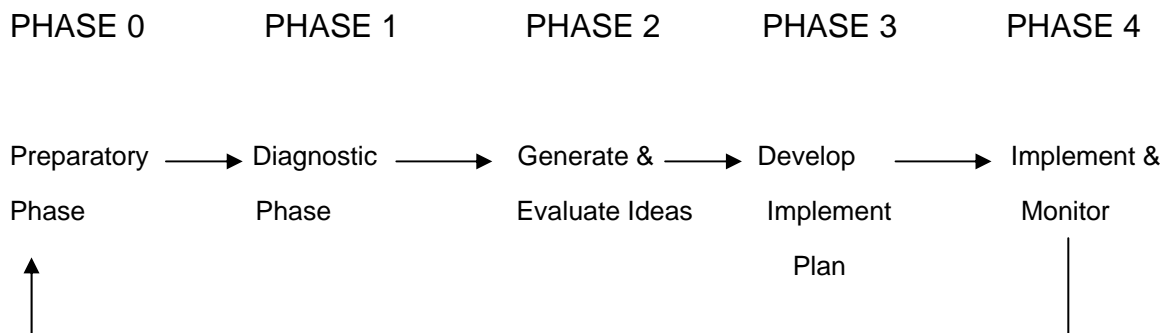 PHASE 0 PHASE 1 PHASE 2 PHASE 3 PHASE 4
Preparatory Diagnostic Generate & Develop Implement &
Phase Phase Evaluate Ideas Implement Monitor
Plan